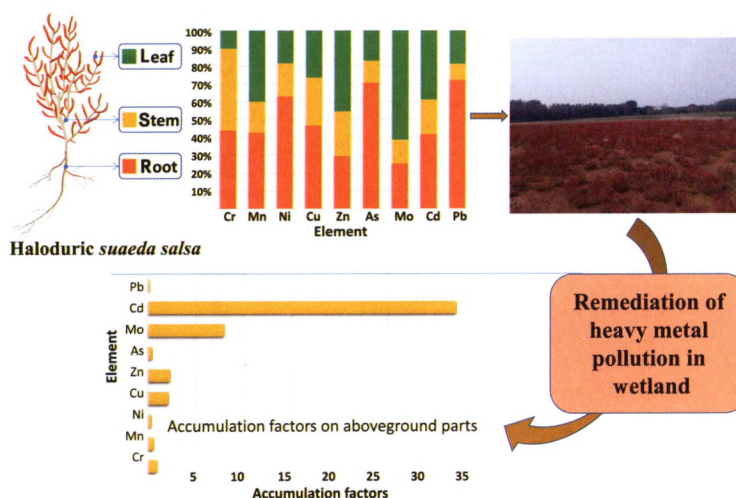 Leaf
Stem
Root
Haloduric suaeda salsa
100%
90%
80%
70%
60%
50%
40%
30%
20%
10%
Cr Mn Ni Cu Zn As Mo Cd Pb
Element
Remediation of
heavy metal
pollution in
wetland
Element
Pb
Cd
Mo
As
Zn
Cu
Ni
Mn
Cr
Accumulation factors on aboveground parts
5 10 15 20 25 30 35
Accumulation factors